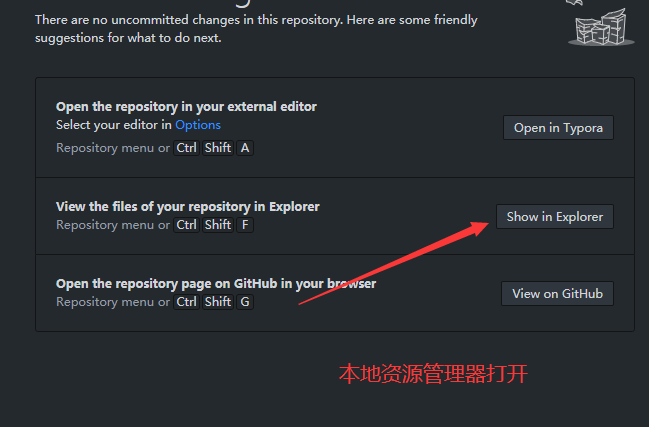 There are no uncommitted changes in this repository. Here are some friendly
suggestions for what to do next.
Open the repository in your external editor
Select your editor in Options
Repository menu or Ctrl Shift A
Open in Typora
View the files of your repository in Explorer
Repository menu or Ctrl Shift F
Show in Explorer
Open the repository page on GitHub in your browser
Repository menu or Ctrl Shift G
View on GitHub
本地资源管理器打开